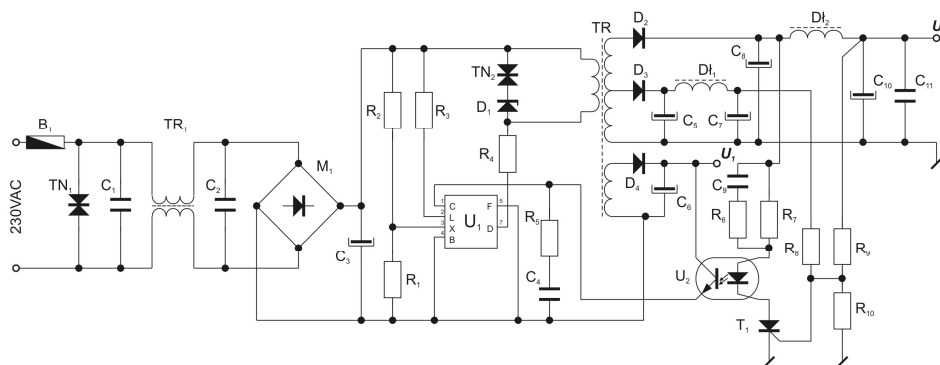 230VAC
B₁
TN₁
C₁
TR₁
C₂
M₁
C₃
R₂
R₃
R₁
TN₂
D₁
R₄
1 C F 5
2 L
3 X
4 B D 7
U₁
R₅
C₄
TR
D₂
D₃
D₄
Dł₁
C₅
C₇
C₈
Dł₂
U
C₁₀
C₁₁
U₁
C₆
C₉
R₆
R₇
R₈
R₉
R₁₀
U₂
T₁